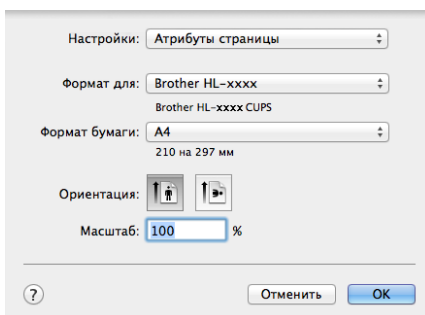 Настройки: Атрибуты страницы
Формат для: Brother HL-xxxx
Brother HL-xxxx CUPS
Формат бумаги: A4
210 на 297 мм
Ориентация:
Масштаб: 100 %
? Отменить OK